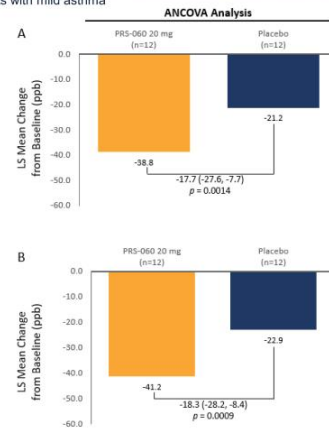 s with mild asthma
ANCOVA Analysis
A
PRS-060 20 mg
(n=12)
Placebo
(n=12)
LS Mean Change
from Baseline (ppb)
0.0
-10.0
-20.0
-30.0
-40.0
-50.0
-60.0
-21.2
-38.8
-17.7 (-27.6, -7.7)
p = 0.0014
B
PRS-060 20 mg
(n=12)
Placebo
(n=12)
LS Mean Change
from Baseline (ppb)
0.0
-10.0
-20.0
-30.0
-40.0
-50.0
-60.0
-22.9
-41.2
-18.3 (-28.2, -8.4)
p = 0.0009